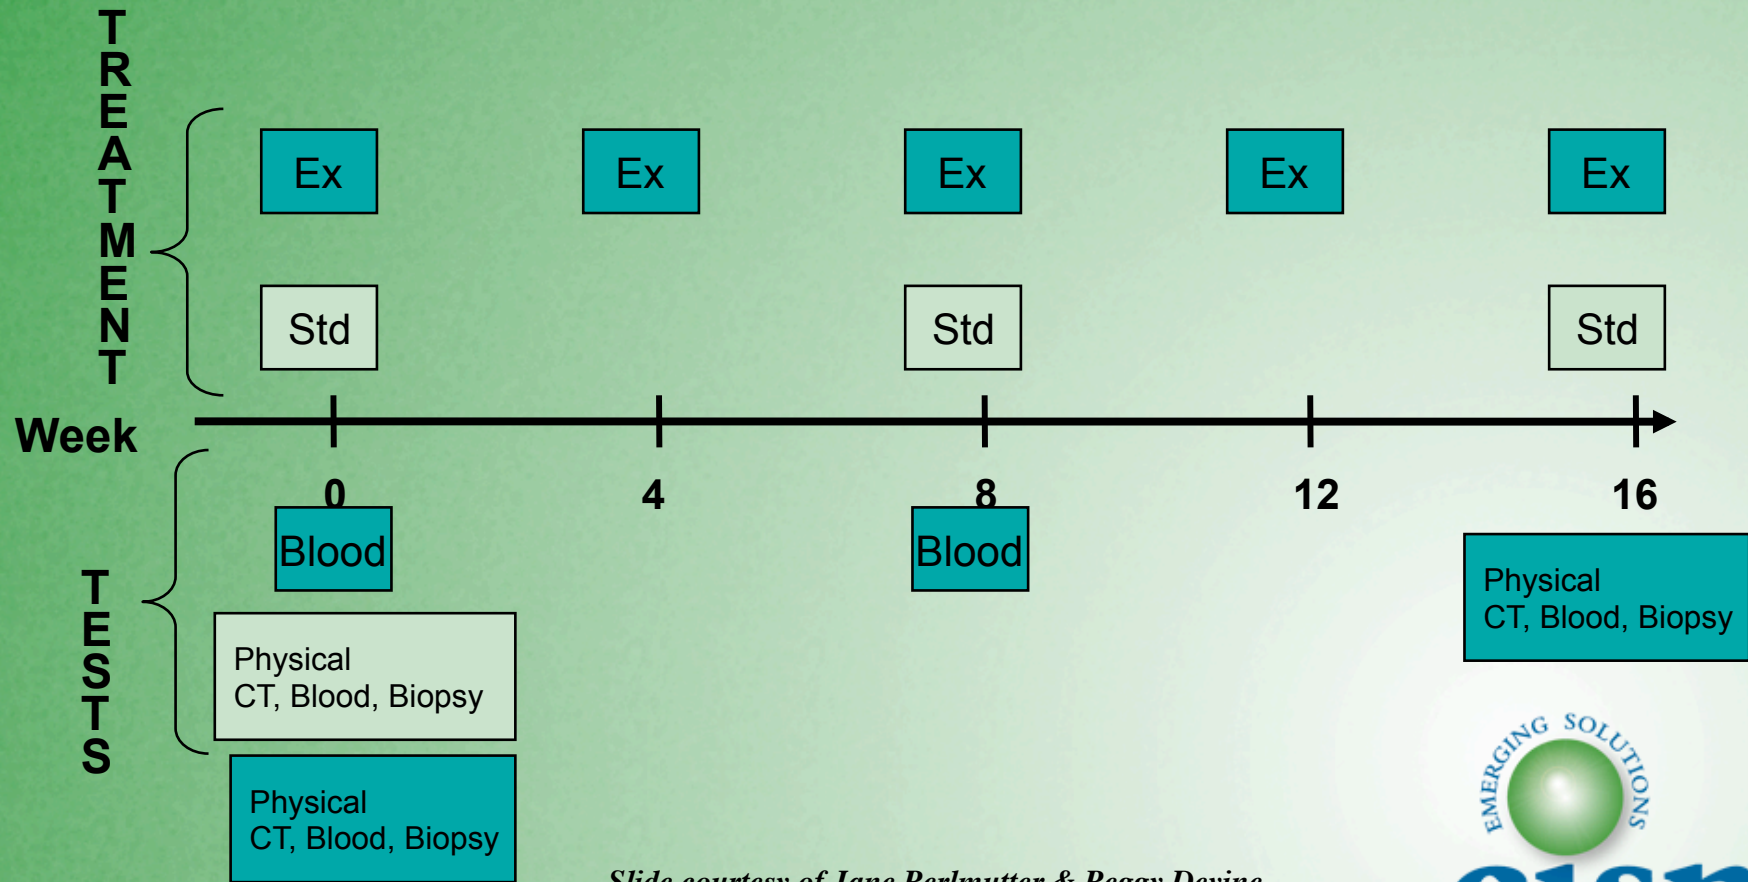 TREATMENT
Ex Ex Ex Ex Ex
Std Std Std
Week
0 4 8 12 16
TESTS
Blood Blood
Physical
CT, Blood, Biopsy
Physical
CT, Blood, Biopsy
Physical
CT, Blood, Biopsy
EMERGING SOLUTIONS
Slide courtesy of Jane Perlmutter & Peggy Devine